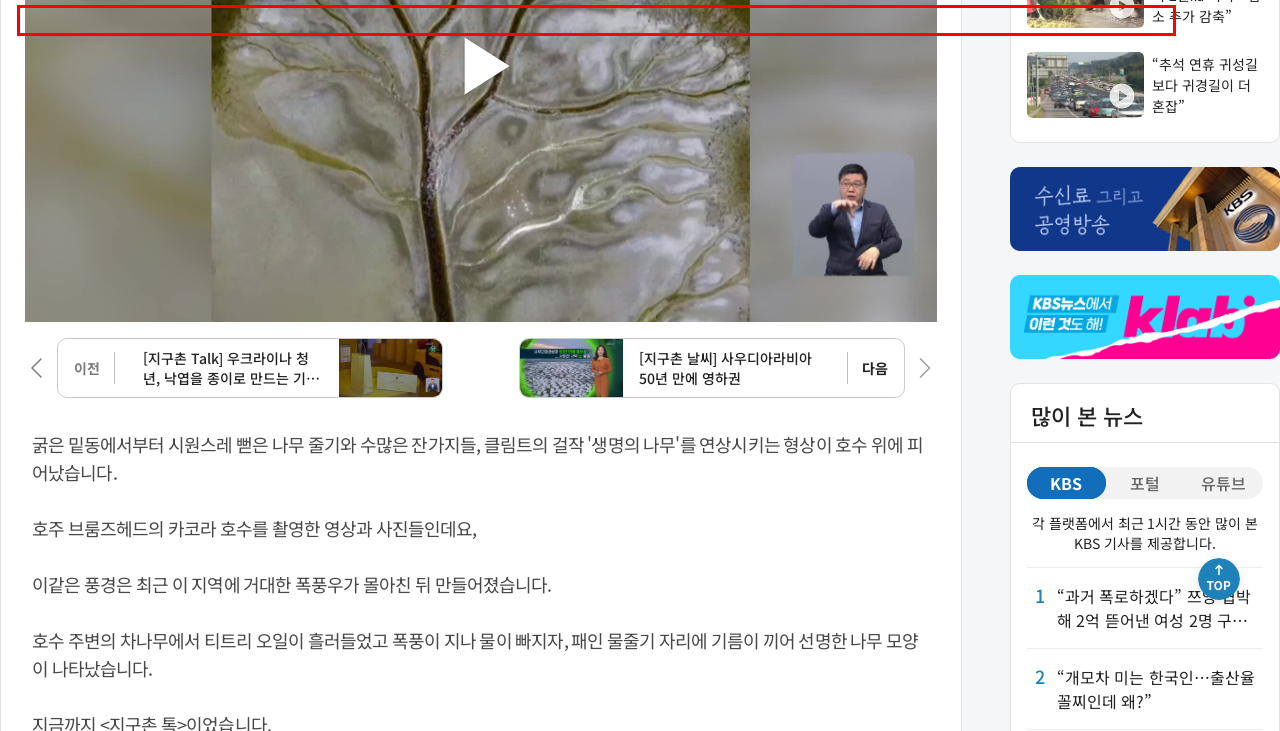 소 추가 감축”
“추석 연휴 귀성길
보다 귀경길이 더
혼잡”
수신료 그리고
공영방송
KBS
KBS뉴스에서
이런 것도 해!
klab
이전
[지구촌 Talk] 우크라이나 청
년, 낙엽을 종이로 만드는 기…
[지구촌 날씨] 사우디아라비아
50년 만에 영하권
다음
굵은 밑동에서부터 시원스레 뻗은 나무 줄기와 수많은 잔가지들, 클림트의 걸작 '생명의 나무'를 연상시키는 형상이 호수 위에 피
어났습니다.
호주 브룸즈헤드의 카코라 호수를 촬영한 영상과 사진들인데요,
이같은 풍경은 최근 이 지역에 거대한 폭풍우가 몰아친 뒤 만들어졌습니다.
호수 주변의 차나무에서 티트리 오일이 흘러들었고 폭풍이 지나 물이 빠지자, 패인 물줄기 자리에 기름이 끼어 선명한 나무 모양
이 나타났습니다.
지금까지 <지구촌 톡>이었습니다.
많이 본 뉴스
KBS
포털
유튜브
각 플랫폼에서 최근 1시간 동안 많이 본
KBS 기사를 제공합니다.
TOP
1 “과거 폭로하겠다” 쯔양 협박
해 2억 뜯어낸 여성 2명 구…
2 “개모차 미는 한국인…출산율
꼴찌인데 왜?”